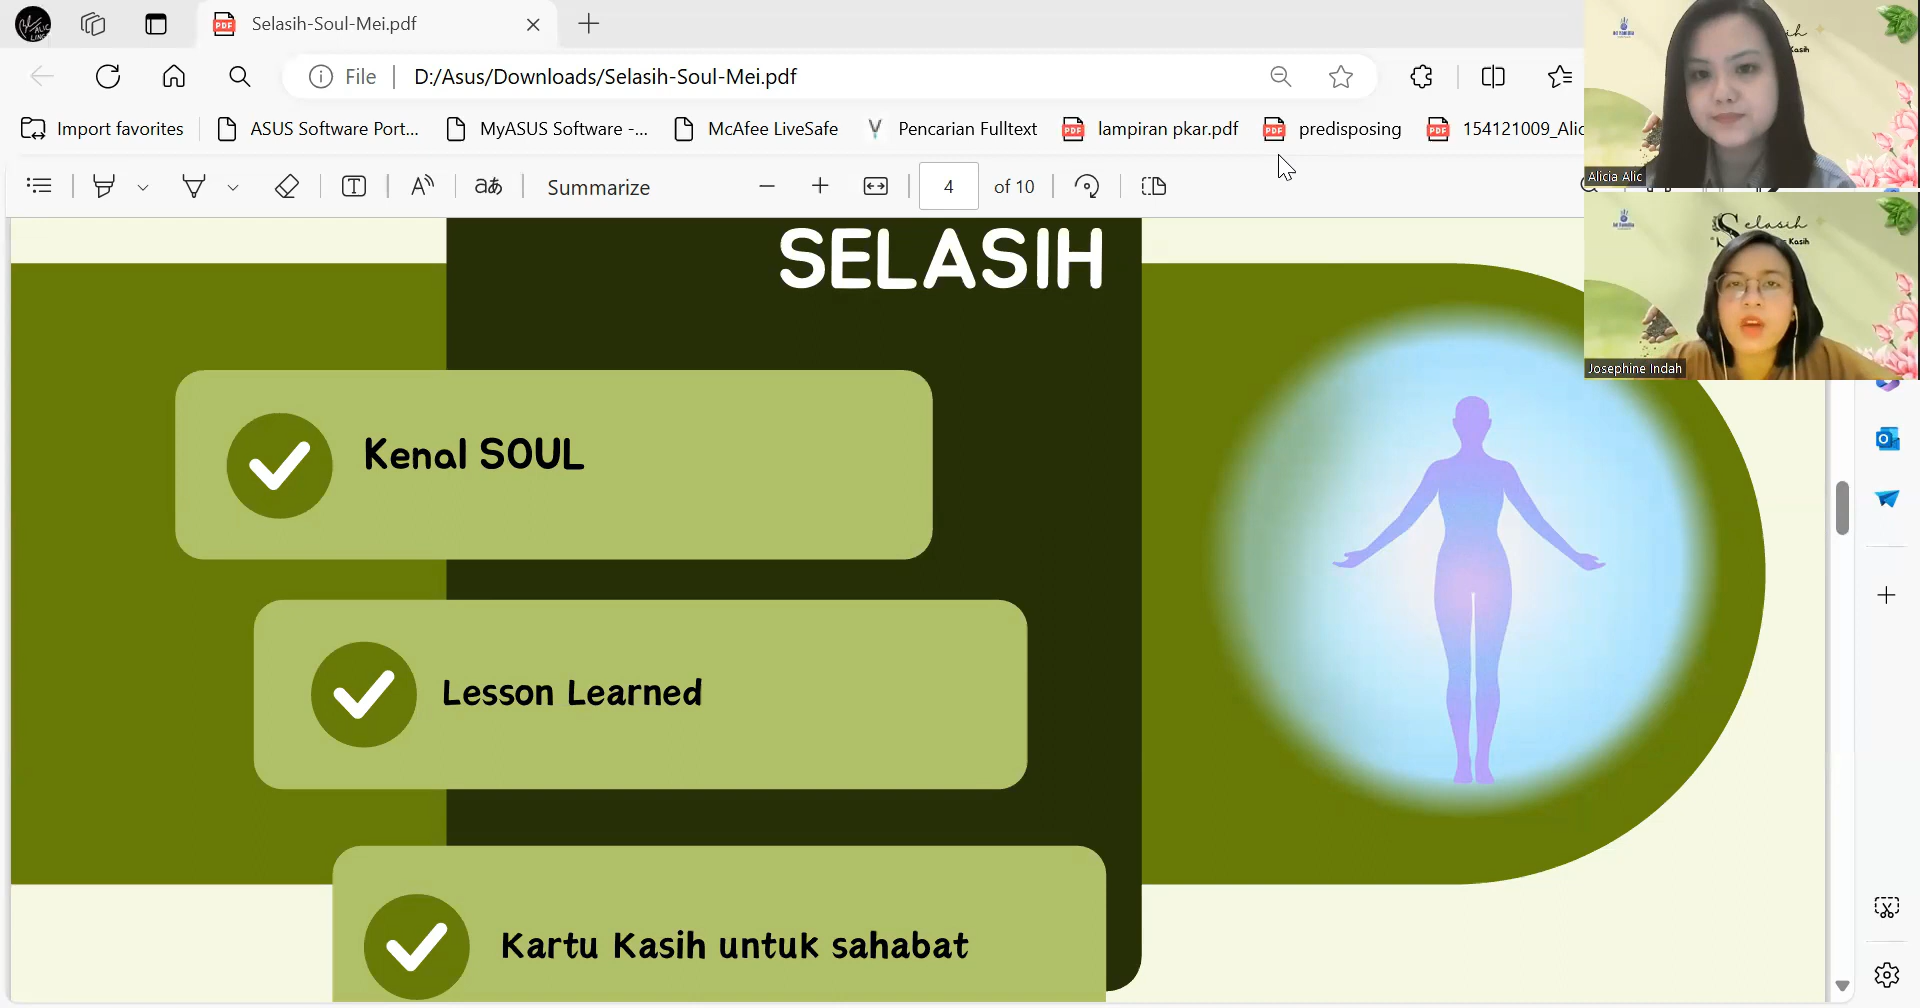 Selasih-Soul-Mei.pdf
File
D:/Asus/Downloads/Selasih-Soul-Mei.pdf
Import favorites
ASUS Software Port...
MyASUS Software -...
McAfee LiveSafe
Pencarian Fulltext
lampiran pkar.pdf
predisposing
154121009_Alic
Summarize
4
of 10
Alicia Alic
Selasih
Kasih
Josephine Indah
SELASIH
Kenal SOUL
Lesson Learned
Kartu Kasih untuk sahabat